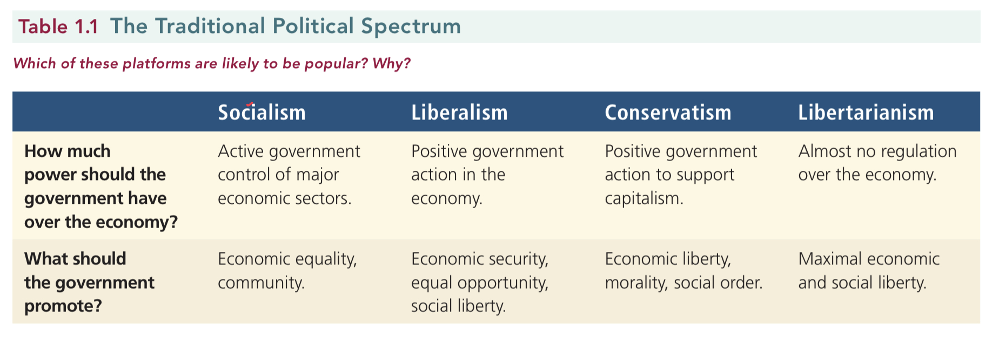 Table 1.1 The Traditional Political Spectrum
Which of these platforms are likely to be popular? Why?
Socialism Liberalism Conservatism Libertarianism
How much
power should the
government have
over the economy?
Active government
control of major
economic sectors.
Positive government
action in the
economy.
Positive government
action to support
capitalism.
Almost no regulation
over the economy.
What should
the government
promote?
Economic equality,
community.
Economic security,
equal opportunity,
social liberty.
Economic liberty,
morality, social order.
Maximal economic
and social liberty.